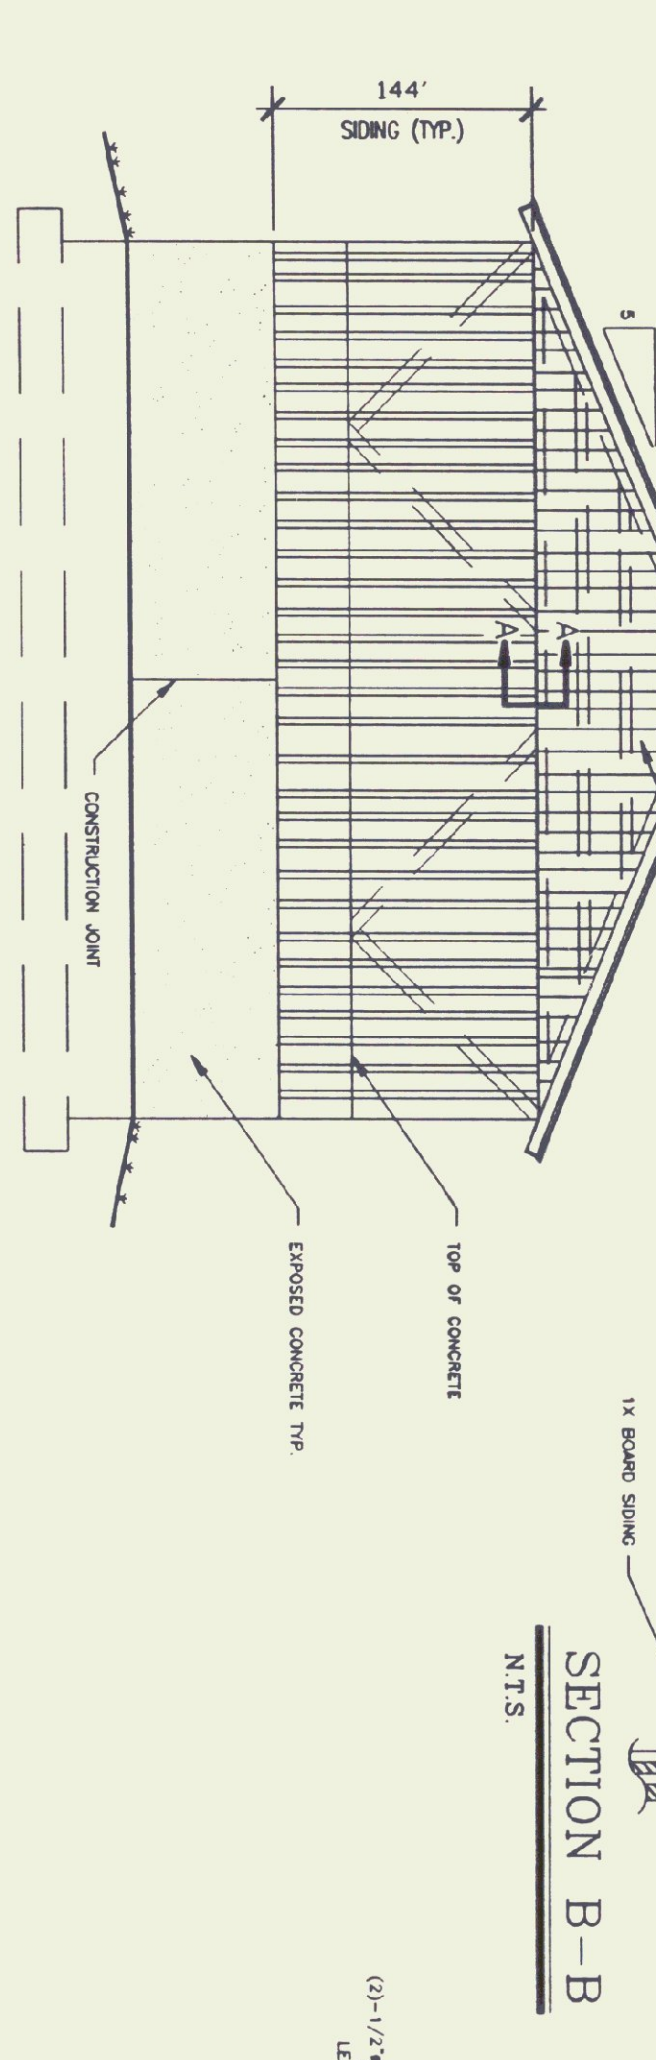 144'
SIDING (TYP.)
5
A
A
CONSTRUCTION JOINT
TOP OF CONCRETE
EXPOSED CONCRETE TYP.
1X BOARD SIDING
SECTION B-B
N.T.S.
(2)-1/2"ø
LE